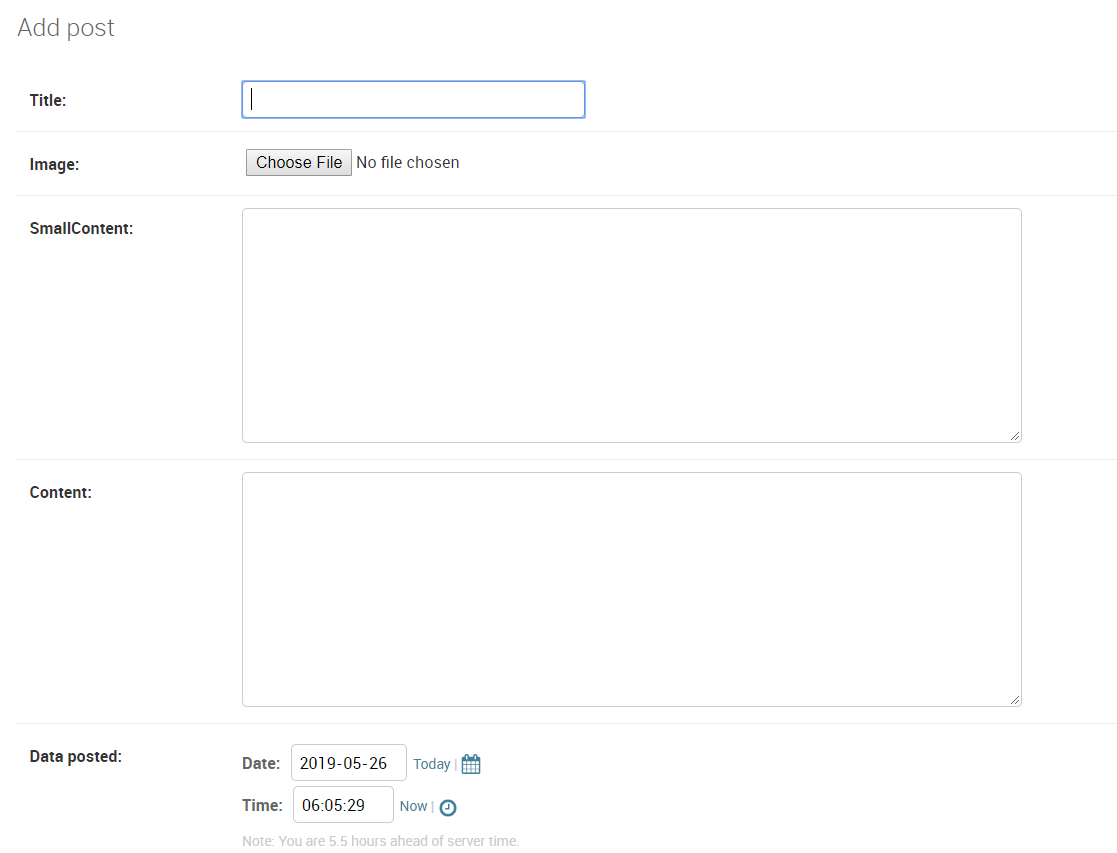 Add post
Title:
Image: Choose File No file chosen
SmallContent:
Content:
Data posted: Date: 2019-05-26 Today |
Time: 06:05:29 Now |
Note: You are 5.5 hours ahead of server time.